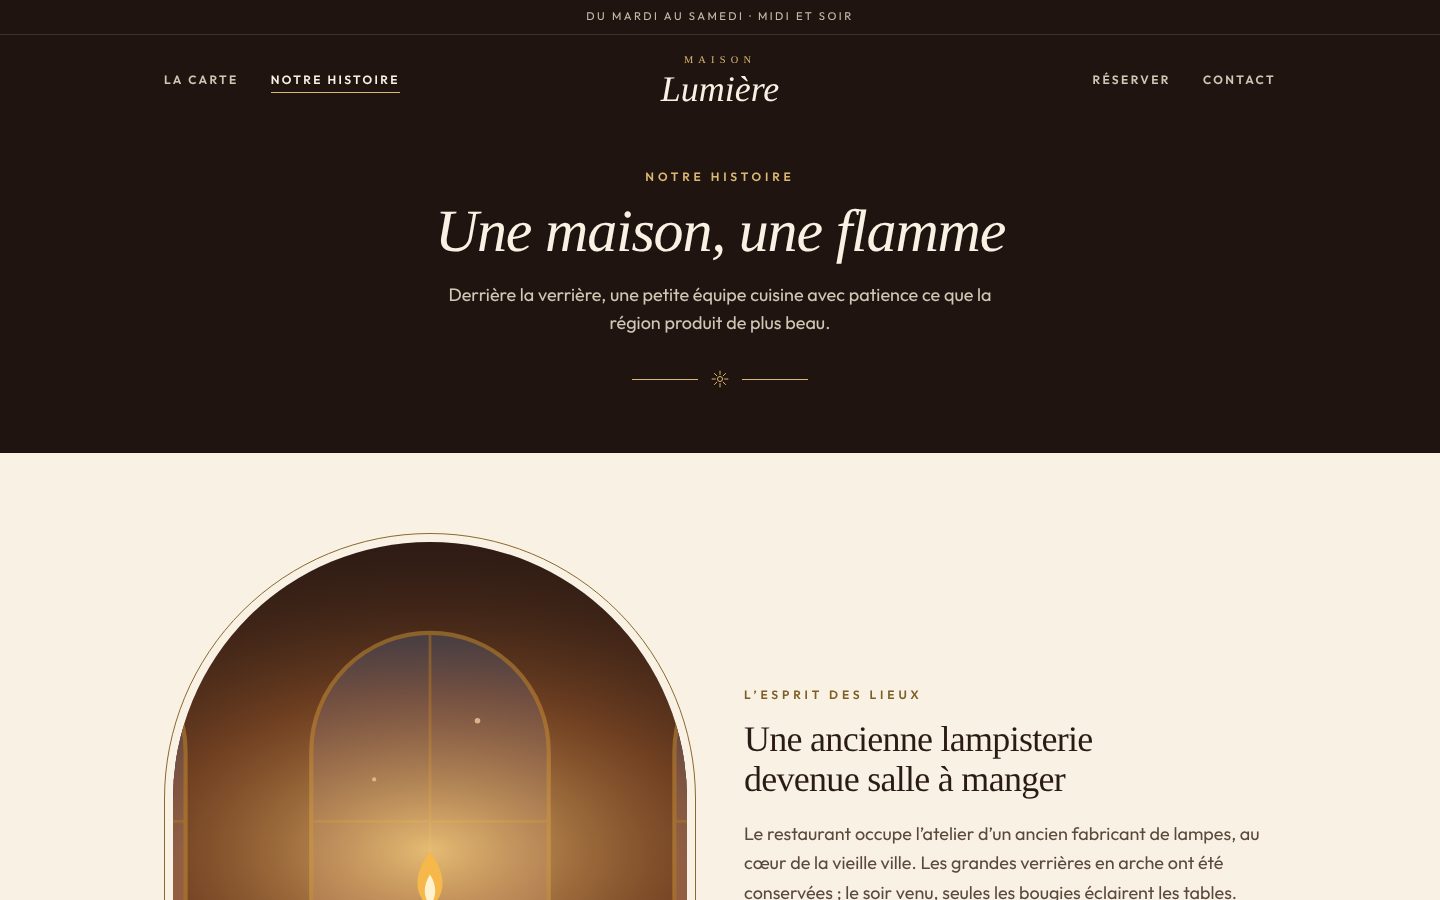 DU MARDI AU SAMEDI · MIDI ET SOIR
LA CARTE
NOTRE HISTOIRE
MAISON
Lumière
RÉSERVER
CONTACT
NOTRE HISTOIRE
Une maison, une flamme
Derrière la verrière, une petite équipe cuisine avec patience ce que la
région produit de plus beau.
L’ESPRIT DES LIEUX
Une ancienne lampisterie
devenue salle à manger
Le restaurant occupe l’atelier d’un ancien fabricant de lampes, au
cœur de la vieille ville. Les grandes verrières en arche ont été
conservées ; le soir venu, seules les bougies éclairent les tables.